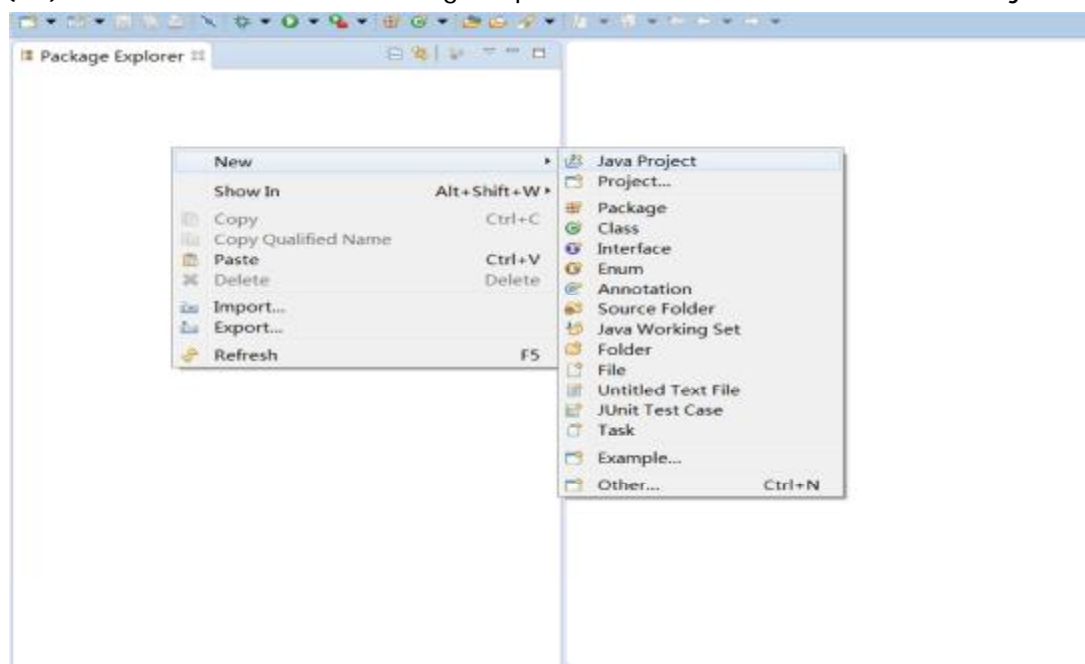 Package Explorer
New
Show In Alt+Shift+W
Copy Ctrl+C
Copy Qualified Name
Paste Ctrl+V
Delete Delete
Import...
Export...
Refresh F5
Java Project
Project...
Package
Class
Interface
Enum
Annotation
Source Folder
Java Working Set
Folder
File
Untitled Text File
JUnit Test Case
Task
Example...
Other... Ctrl+N